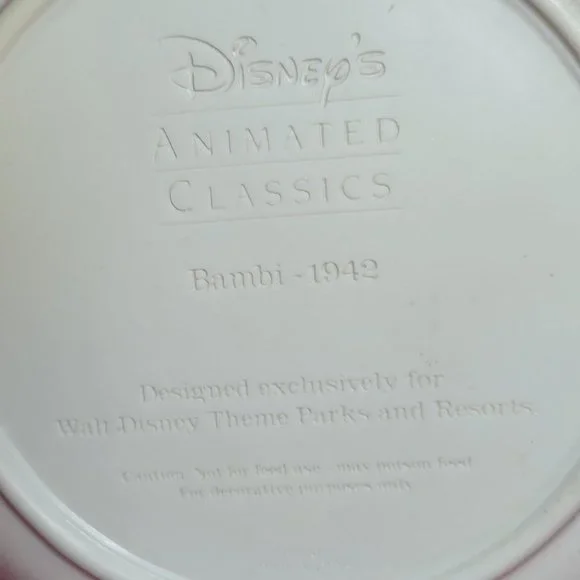 Disney's
ANIMATED
CLASSICS
Bambi - 1942
Designed exclusively for
Walt Disney Theme Parks and Resorts
Caution. Not for food use - may poison food.
For decorative purposes only.